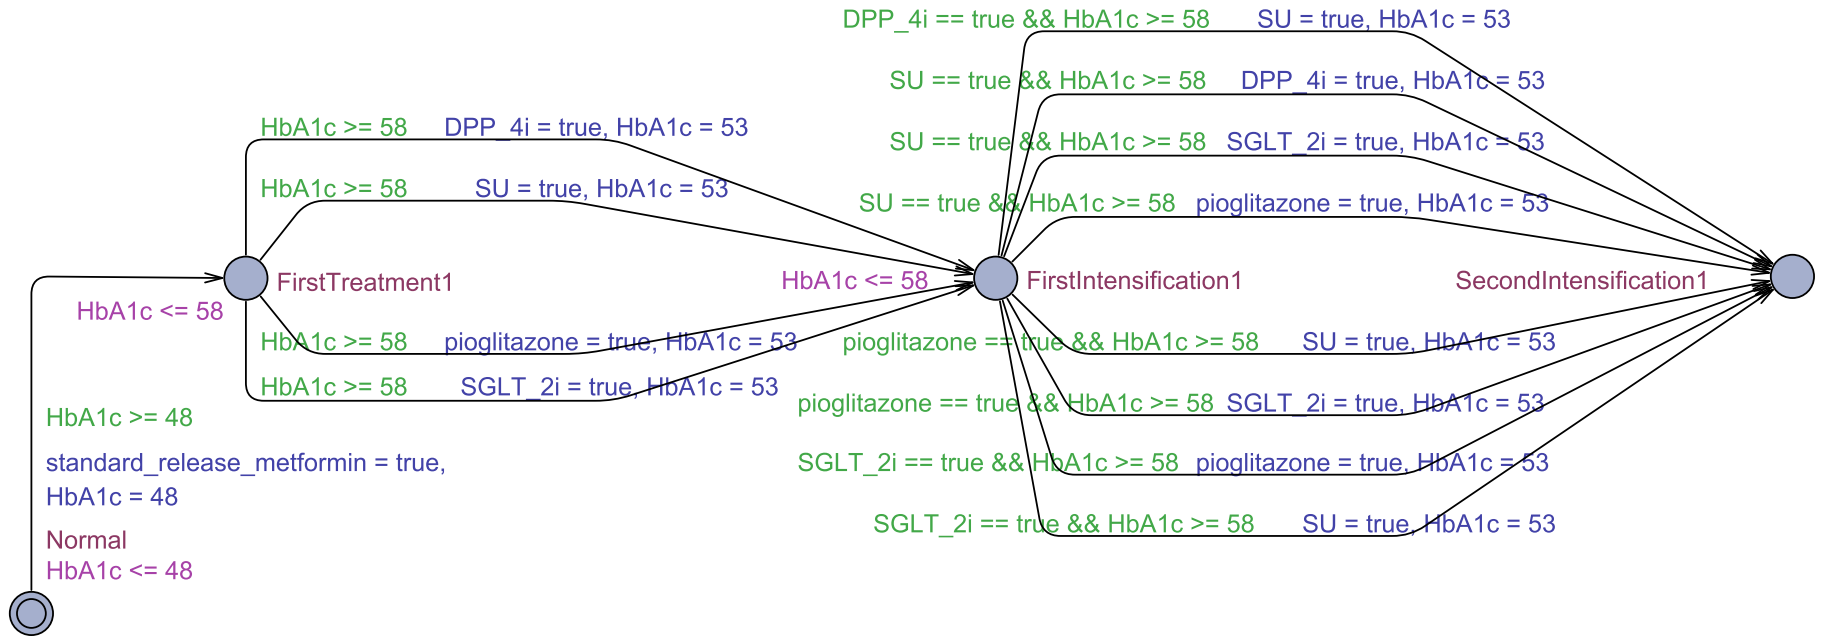 DPP_4i == true && HbA1c >= 58 SU = true, HbA1c = 53
SU == true && HbA1c >= 58 DPP_4i = true, HbA1c = 53
HbA1c >= 58 DPP_4i = true, HbA1c = 53
SU == true && HbA1c >= 58 SGLT_2i = true, HbA1c = 53
HbA1c >= 58 SU = true, HbA1c = 53
SU == true && HbA1c >= 58 pioglitazone = true, HbA1c = 53
FirstTreatment1
HbA1c <= 58
FirstIntensification1
SecondIntensification1
HbA1c <= 58
HbA1c >= 58 pioglitazone = true, HbA1c = 53
pioglitazone == true && HbA1c >= 58 SU = true, HbA1c = 53
HbA1c >= 58 SGLT_2i = true, HbA1c = 53
pioglitazone == true && HbA1c >= 58 SGLT_2i = true, HbA1c = 53
HbA1c >= 48
standard_release_metformin = true,
HbA1c = 48
SGLT_2i == true && HbA1c >= 58 pioglitazone = true, HbA1c = 53
SGLT_2i == true && HbA1c >= 58 SU = true, HbA1c = 53
Normal
HbA1c <= 48